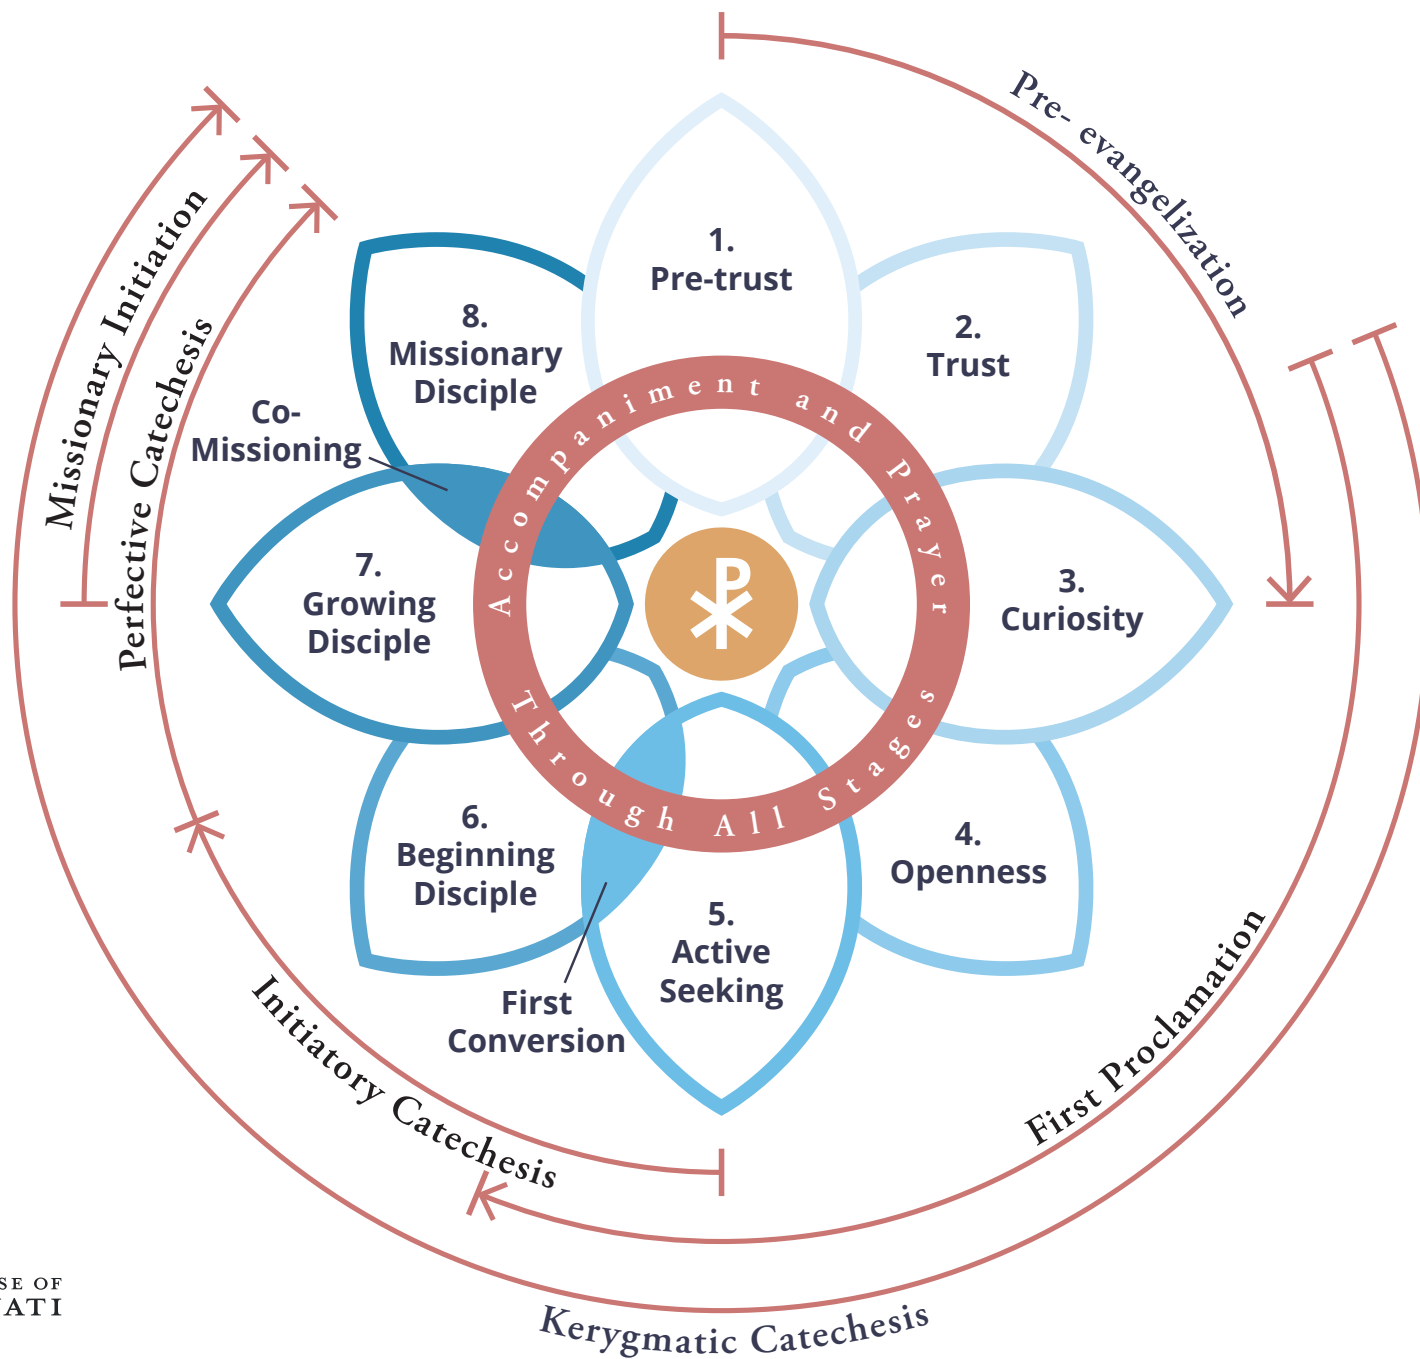 Pre- evangelization
1.
Pre-trust
2.
Trust
3.
Curiosity
4.
Openness
5.
Active
Seeking
6.
Beginning
Disciple
7.
Growing
Disciple
8.
Missionary
Disciple
Co-
Missioning
First
Conversion
Accompaniment and Prayer
Through All Stages
Missionary Initiation
Perfective Catechesis
Initiatory Catechesis
First Proclamation
Kerygmatic Catechesis
OF